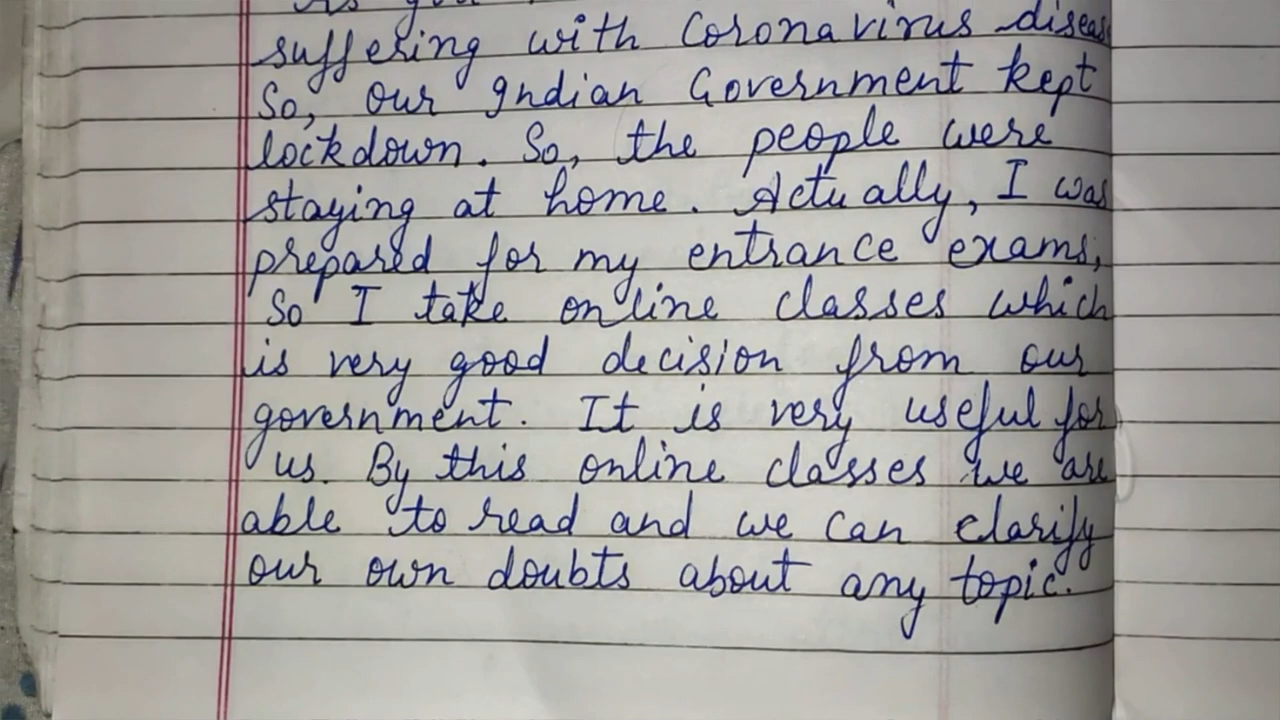 suffering with Coronavirus diseas
So, our Indian Government kept
lockdown. So, the people were
staying at home. Actually, I was
prepared for my entrance exams,
So I take online classes which
is very good decision from our
government. It is very useful for
us. By this online classes we are
able to read and we can clarify
our own doubts about any topic.